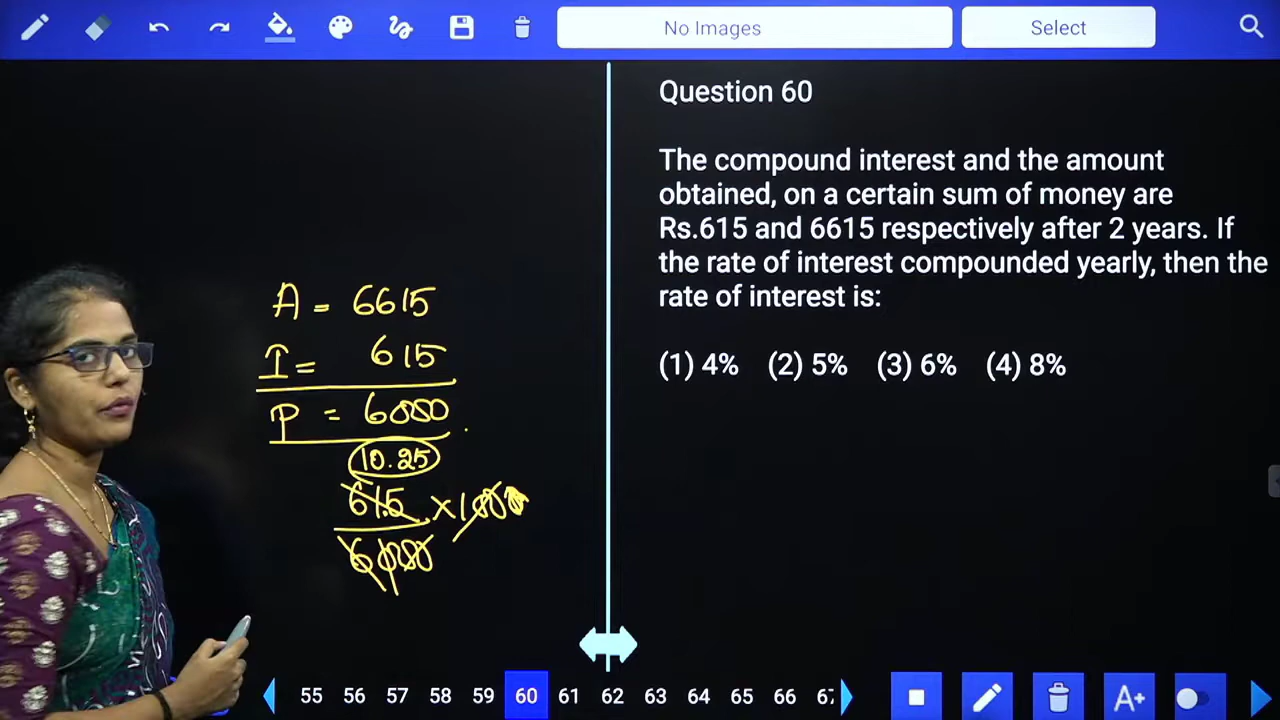 No Images
Select
Question 60
The compound interest and the amount
obtained, on a certain sum of money are
Rs.615 and 6615 respectively after 2 years. If
the rate of interest compounded yearly, then the
rate of interest is:
(1) 4% (2) 5% (3) 6% (4) 8%
A = 6615
I = 615
P = 6000
10.25
615 × 100
6000
55 56 57 58 59 60 61 62 63 64 65 66
A+